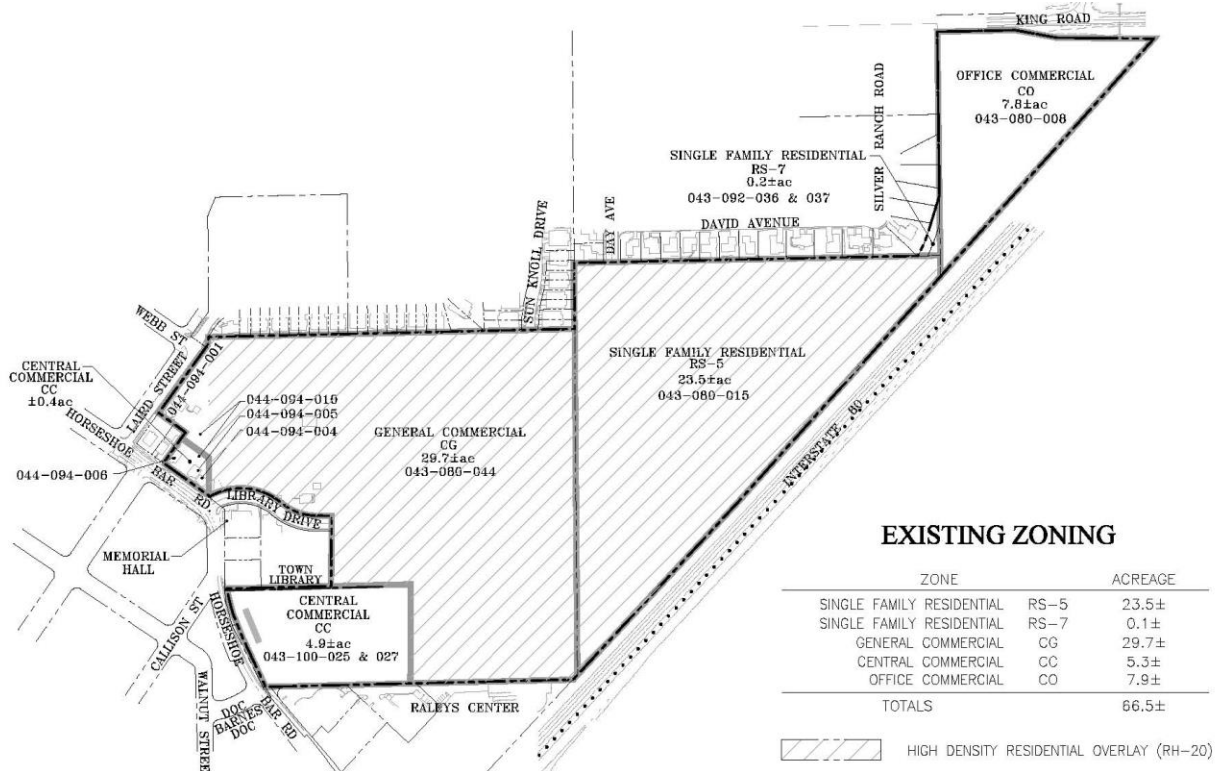 KING ROAD
OFFICE COMMERCIAL
CO
7.8±ac
043-080-008
SILVER RANCH ROAD
SINGLE FAMILY RESIDENTIAL
RS-7
0.2±ac
043-092-036 & 037
DAVID AVENUE
DAY AVE
SUN KNOLL DRIVE
WEBB ST
LAIRD STREET
044-094-001
CENTRAL
COMMERCIAL
CC
±0.4ac
HORSESHOE
BAR
RD
044-094-010
044-094-005
044-094-004
044-094-006
GENERAL COMMERCIAL
CG
29.7±ac
043-080-044
SINGLE FAMILY RESIDENTIAL
RS-5
23.5±ac
043-080-015
INTERSTATE 80
LIBRARY DRIVE
MEMORIAL
HALL
TOWN
LIBRARY
CENTRAL
COMMERCIAL
CC
4.9±ac
043-100-025 & 027
CALLISON ST
HORSESHOE
BAR RD
WALNUT STREE
DOC
BARNES
DOC
RALEYS CENTER
EXISTING ZONING
ZONE ACREAGE
SINGLE FAMILY RESIDENTIAL RS-5 23.5±
SINGLE FAMILY RESIDENTIAL RS-7 0.1±
GENERAL COMMERCIAL CG 29.7±
CENTRAL COMMERCIAL CC 5.3±
OFFICE COMMERCIAL CO 7.9±
TOTALS 66.5±
HIGH DENSITY RESIDENTIAL OVERLAY (RH-20)